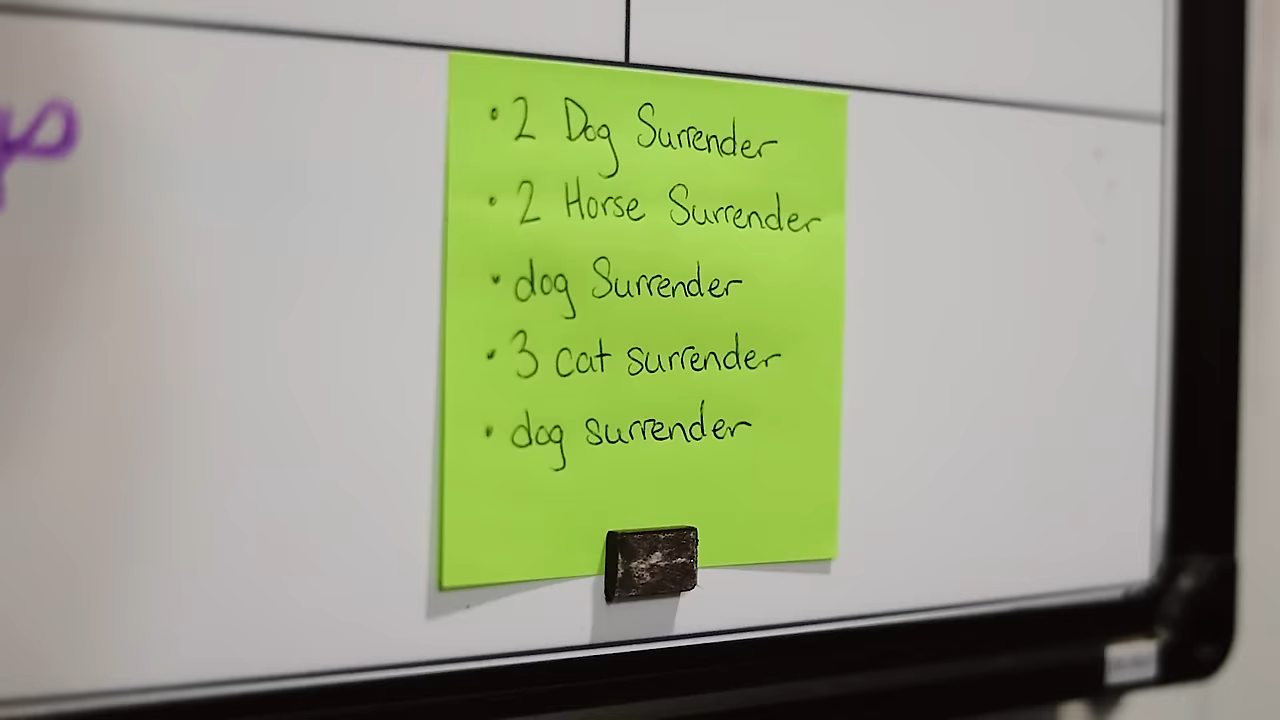 • 2 Dog Surrender
• 2 Horse Surrender
• dog Surrender
• 3 cat surrender
• dog surrender